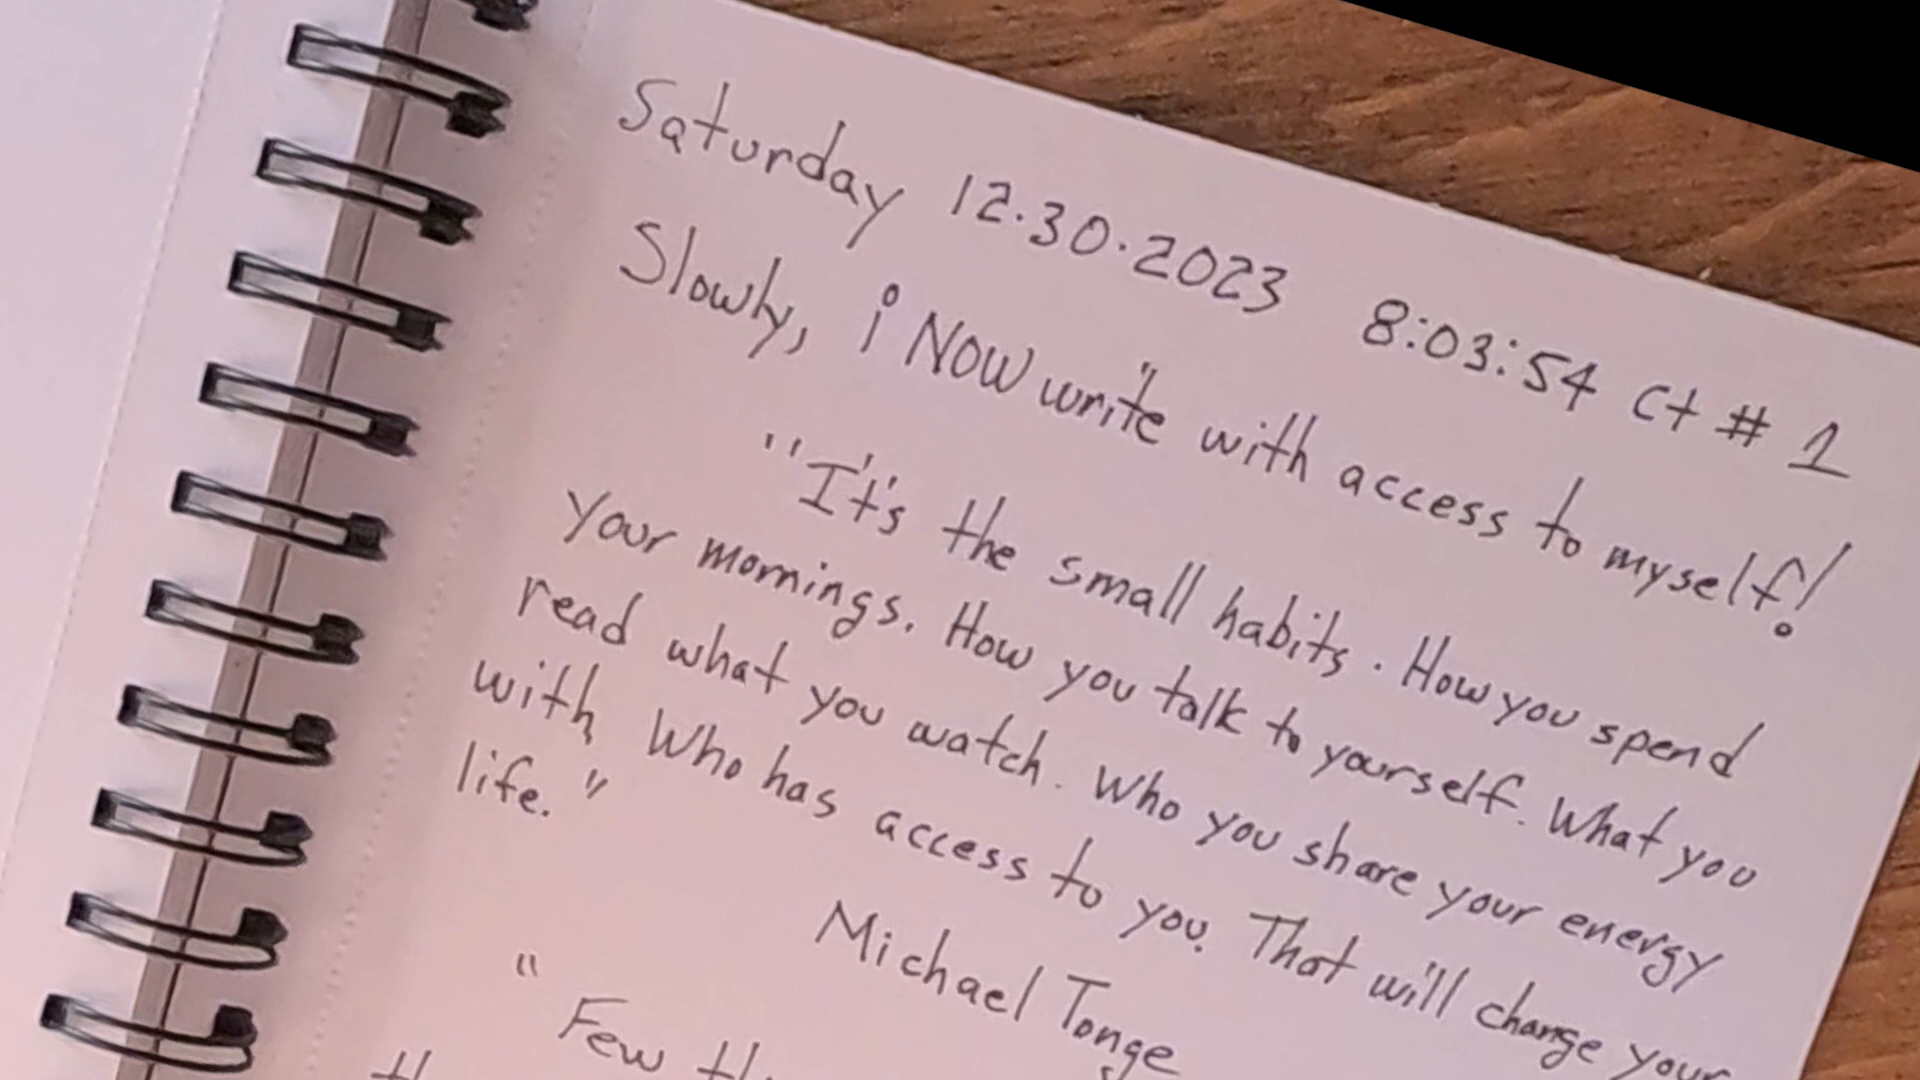 Saturday 12.30.2023 8:03:54 Ct # 1
Slowly, i NOW write with access to myself!
"It's the small habits. How you spend
your mornings. How you talk to yourself. What you
read what you watch. Who you share your energy
with, Who has access to you. That will change your
life."
Michael Tonge
" Few